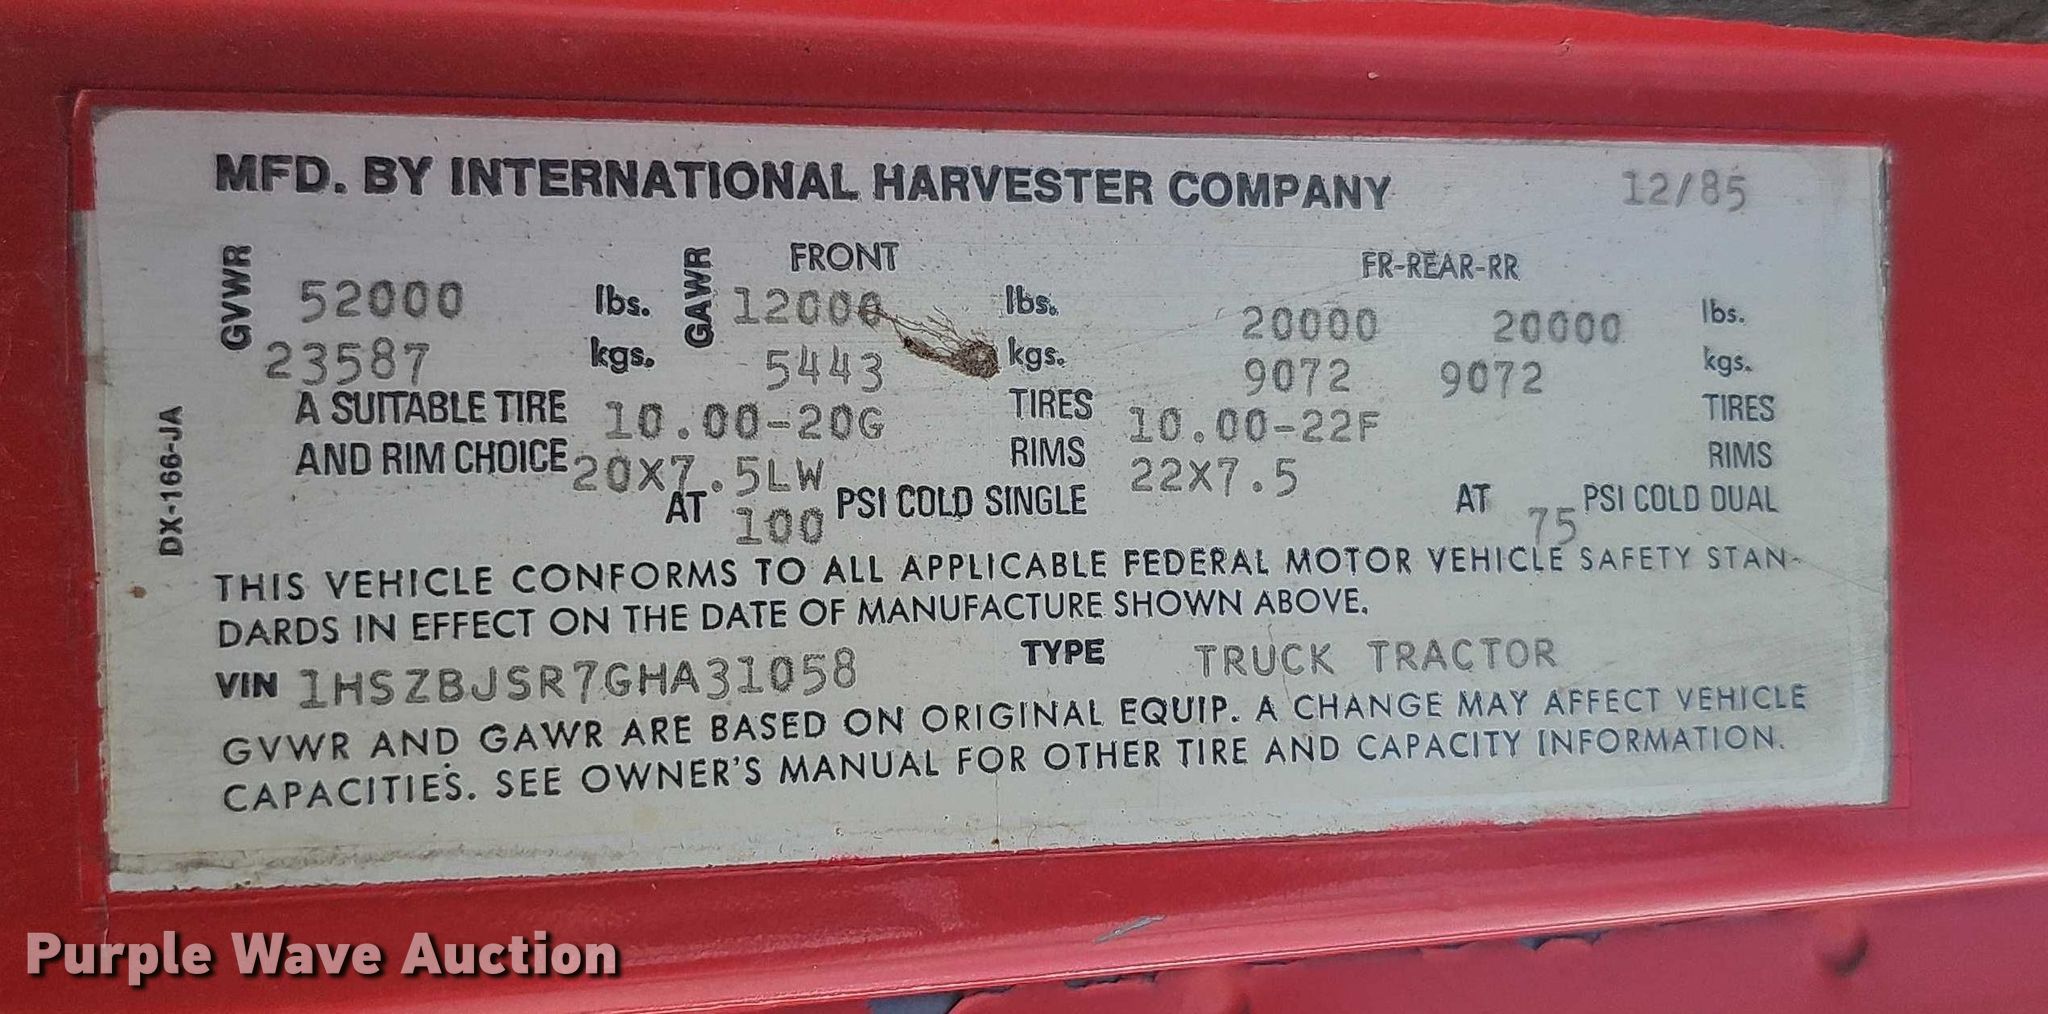 MFD. BY INTERNATIONAL HARVESTER COMPANY 12/85
FRONT FR-REAR-RR
GVWR 52000 lbs. GAWR 12000 lbs. 20000 20000 lbs.
23587 kgs. 5443 kgs. 9072 9072 kgs.
A SUITABLE TIRE 10.00-20G TIRES 10.00-22F TIRES
AND RIM CHOICE 20X7.5LW RIMS 22X7.5 RIMS
AT 100 PSI COLD SINGLE AT 75 PSI COLD DUAL
DX-166-JA
THIS VEHICLE CONFORMS TO ALL APPLICABLE FEDERAL MOTOR VEHICLE SAFETY STAN-
DARDS IN EFFECT ON THE DATE OF MANUFACTURE SHOWN ABOVE.
VIN 1HSZBJSR7GHA31058 TYPE TRUCK TRACTOR
GVWR AND GAWR ARE BASED ON ORIGINAL EQUIP. A CHANGE MAY AFFECT VEHICLE
CAPACITIES. SEE OWNER'S MANUAL FOR OTHER TIRE AND CAPACITY INFORMATION.
Purple Wave Auction